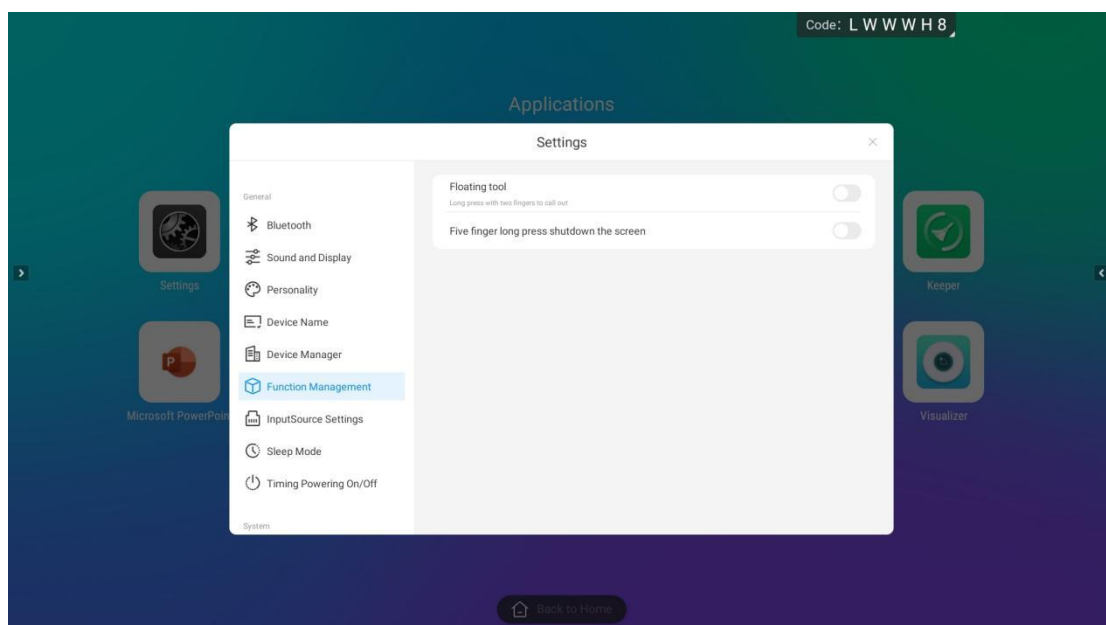 Code: LWWWH8
Applications
Settings
General
Bluetooth
Sound and Display
Personality
Device Name
Device Manager
Function Management
InputSource Settings
Sleep Mode
Timing Powering On/Off
System
Floating tool
Long press with two fingers to call out
Five finger long press shutdown the screen
Settings
Microsoft PowerPoin
Keeper
Visualizer
Back to Home